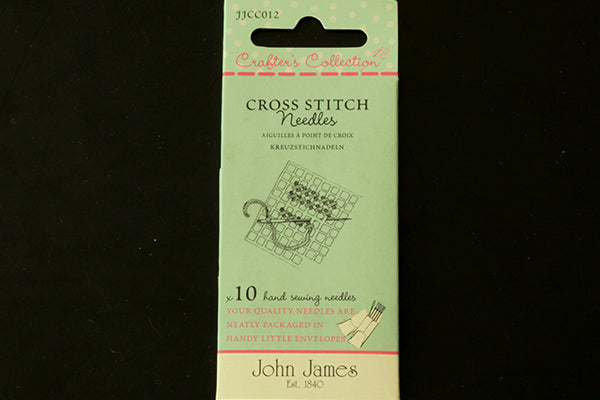 JJCC012
Crafter's Collection
CROSS STITCH
Needles
AIGUILLES À POINT DE CROIX
KREUZSTICHNADELN
x 10 hand sewing needles
YOUR QUALITY NEEDLES ARE
NEATLY PACKAGED IN
HANDY LITTLE ENVELOPES
John James
Est. 1840